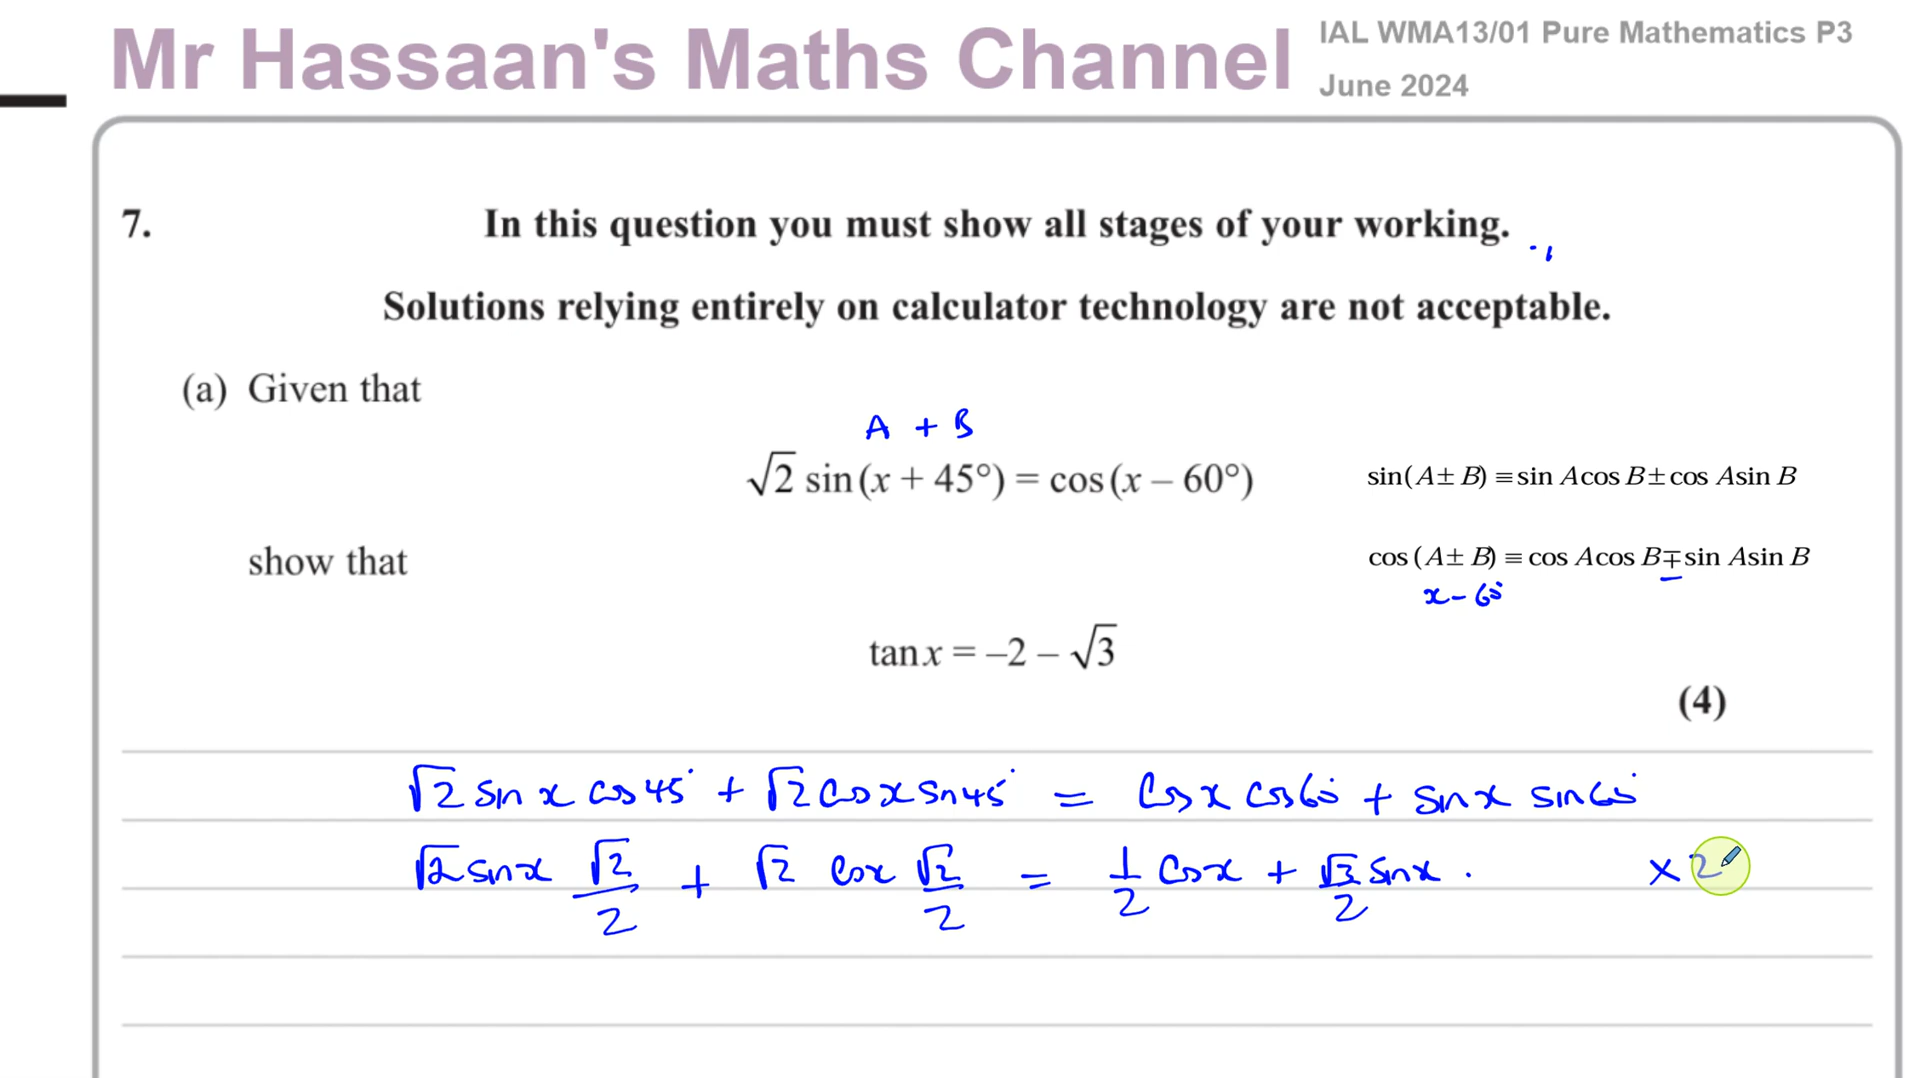 Mr Hassaan's Maths Channel
IAL WMA13/01 Pure Mathematics P3
June 2024
7. In this question you must show all stages of your working.
Solutions relying entirely on calculator technology are not acceptable.
(a) Given that
A + B
√2 sin(x + 45°) = cos(x – 60°)
sin(A± B) ≡ sin Acos B± cos Asin B
show that
cos (A± B) ≡ cos Acos B∓ sin Asin B
x - 60°
tan x = –2 – √3
(4)
√2 sin x cos 45° + √2 cos x sin 45° = cos x cos 60° + sin x sin 60°
√2 sin x √2/2 + √2 cos x √2/2 = 1/2 cos x + √3/2 sin x . × 2